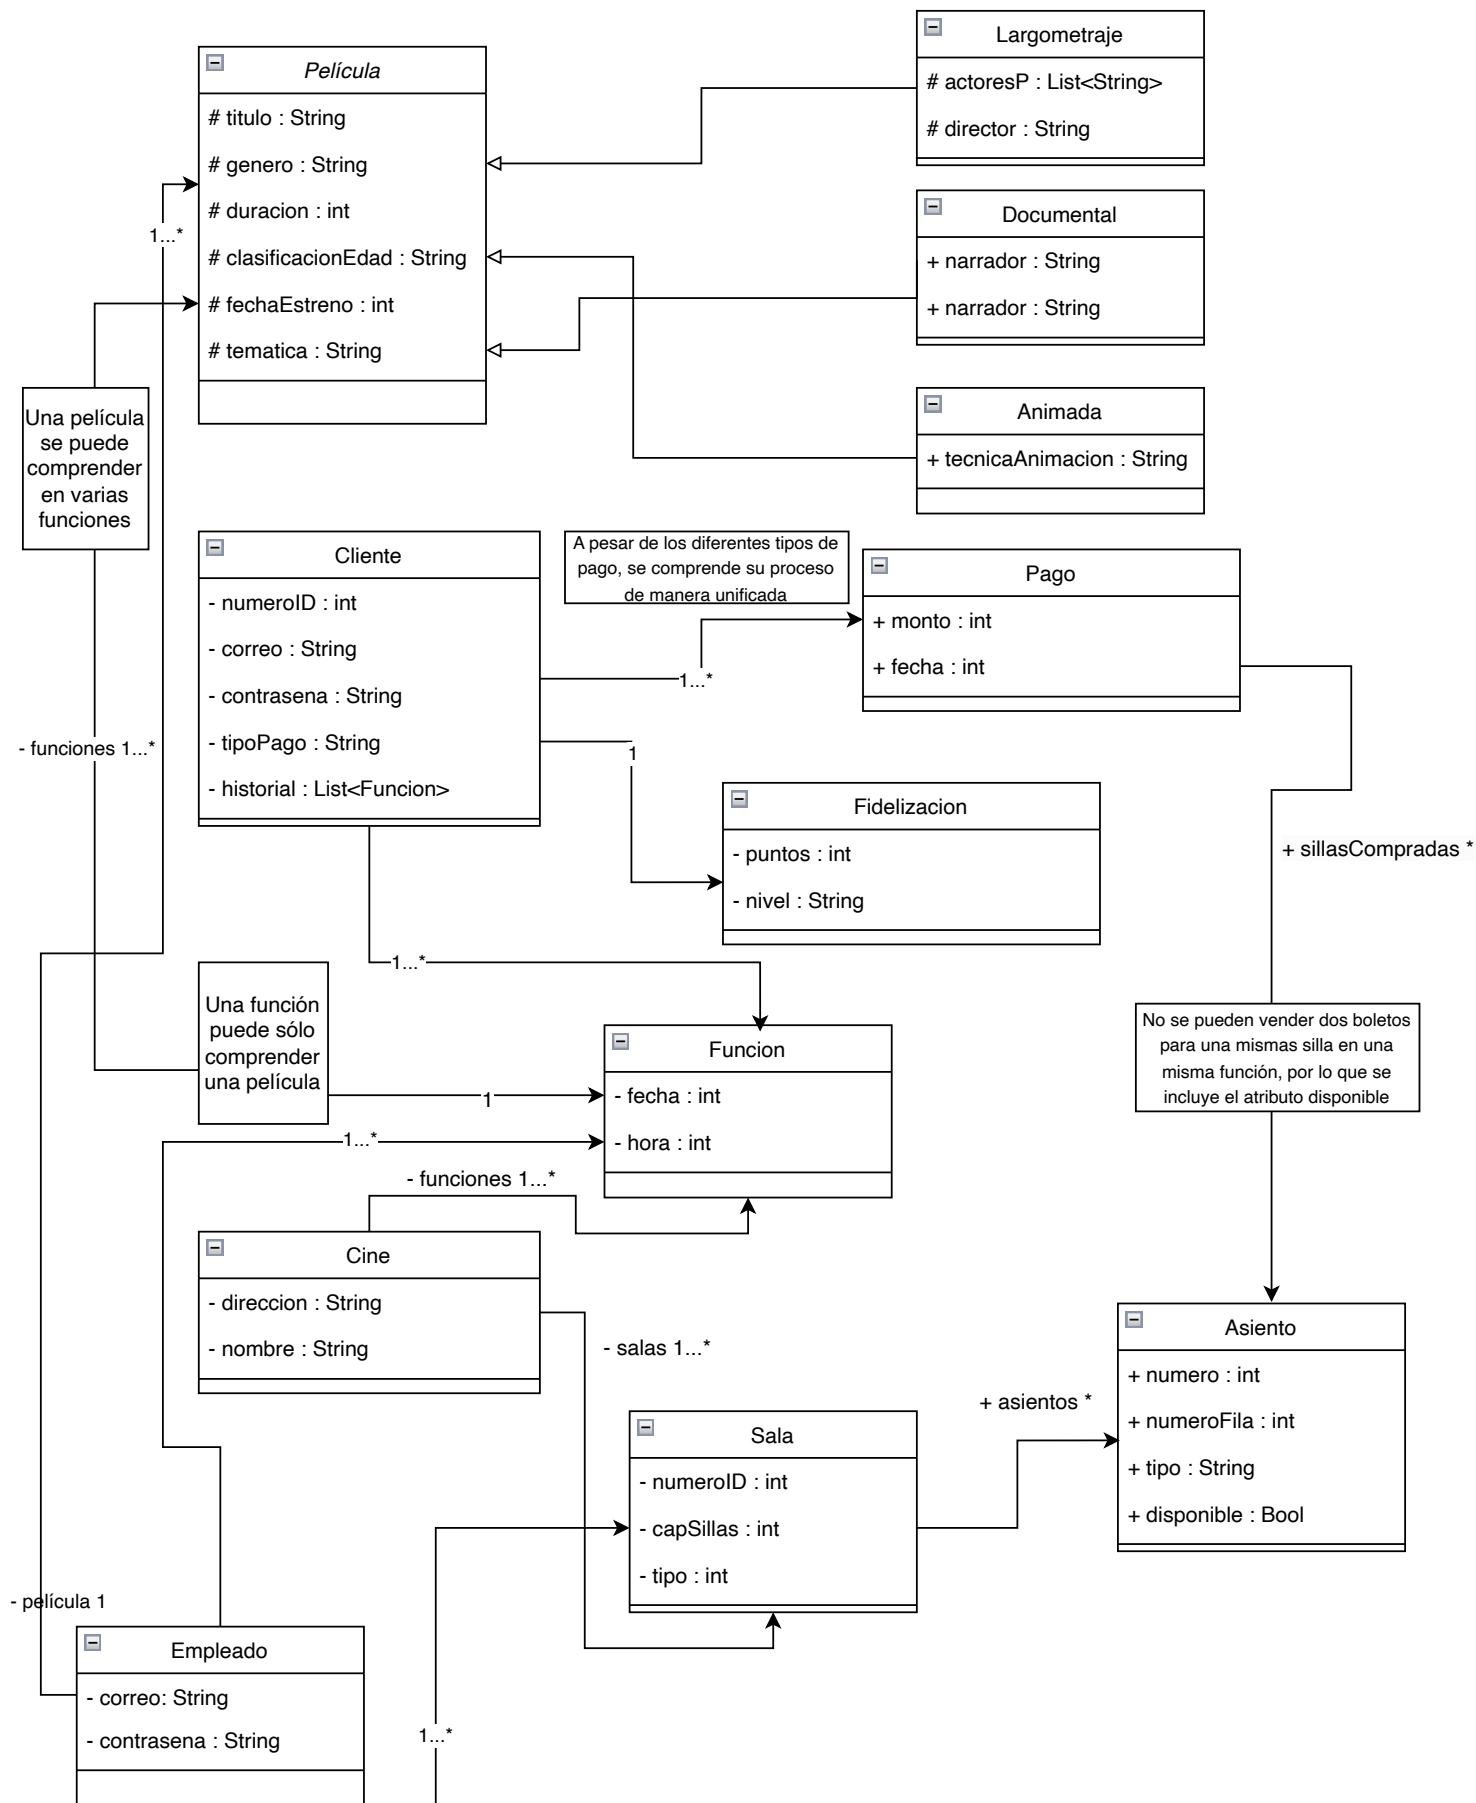 Película
# titulo : String
# genero : String
# duracion : int
# clasificacionEdad : String
# fechaEstreno : int
# tematica : String
Largometraje
# actoresP : List<String>
# director : String
Documental
+ narrador : String
+ narrador : String
Animada
+ tecnicaAnimacion : String
1...*
Una película
se puede
comprender
en varias
funciones
- funciones 1...*
Cliente
- numeroID : int
- correo : String
- contrasena : String
- tipoPago : String
- historial : List<Funcion>
A pesar de los diferentes tipos de
pago, se comprende su proceso
de manera unificada
Pago
+ monto : int
+ fecha : int
1...*
1
Fidelizacion
- puntos : int
- nivel : String
+ sillasCompradas *
1...*
Una función
puede sólo
comprender
una película
1
Funcion
- fecha : int
- hora : int
No se pueden vender dos boletos
para una mismas silla en una
misma función, por lo que se
incluye el atributo disponible
1...*
- funciones 1...*
Cine
- direccion : String
- nombre : String
- salas 1...*
Sala
- numeroID : int
- capSillas : int
- tipo : int
+ asientos *
Asiento
+ numero : int
+ numeroFila : int
+ tipo : String
+ disponible : Bool
- película 1
Empleado
- correo: String
- contrasena : String
1...*